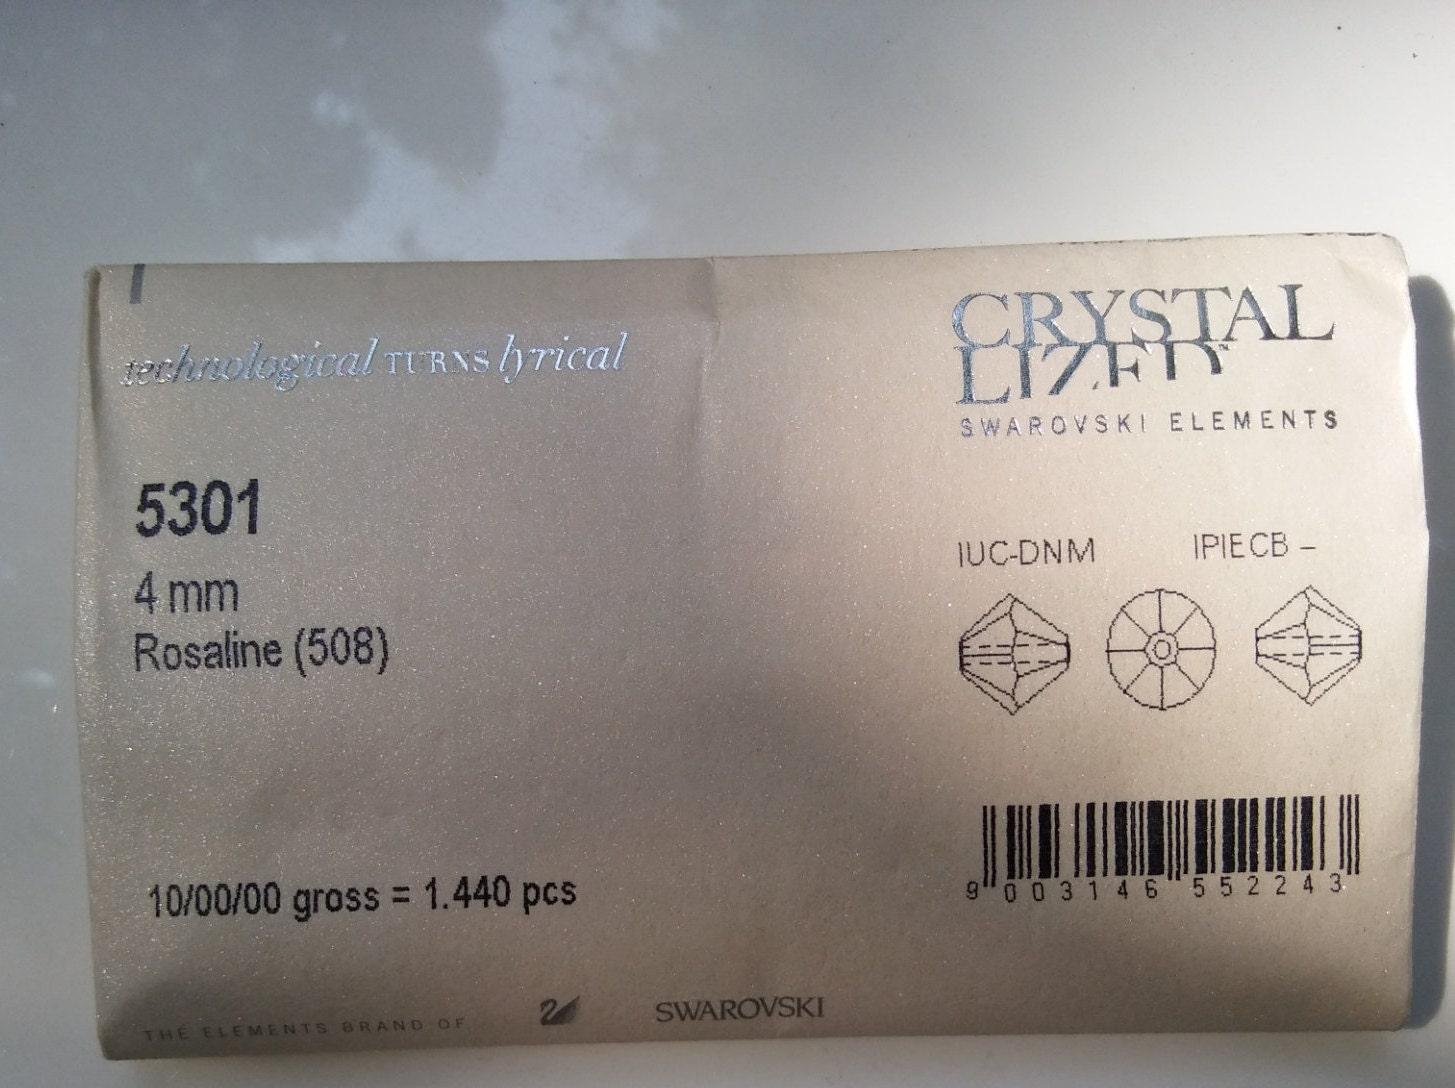 technological TURNS lyrical
CRYSTAL
LIZED™
SWAROVSKI ELEMENTS
5301
4 mm
Rosaline (508)
IUC-DNM IPIECB –
10/00/00 gross = 1.440 pcs
9 003146 552243
THE ELEMENTS BRAND OF SWAROVSKI